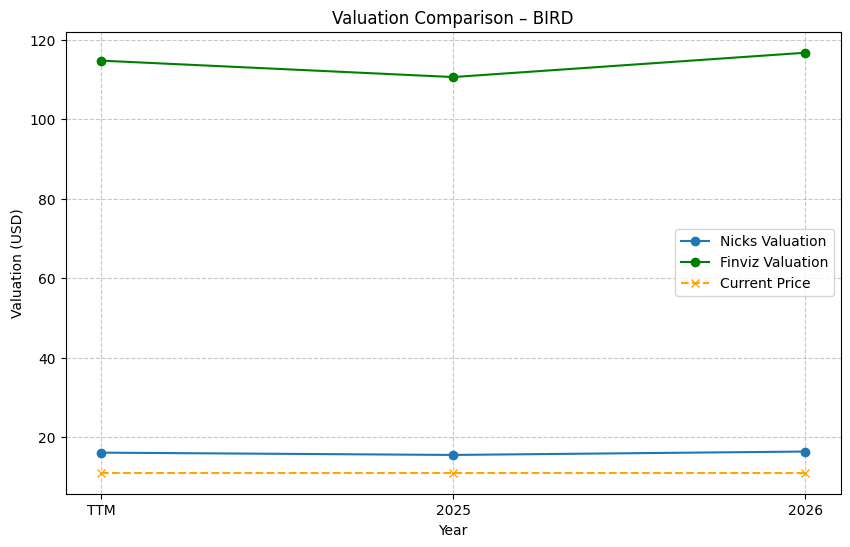 Valuation Comparison – BIRD
Valuation (USD)
120
100
80
60
40
20
Nicks Valuation
Finviz Valuation
Current Price
TTM
2025
2026
Year